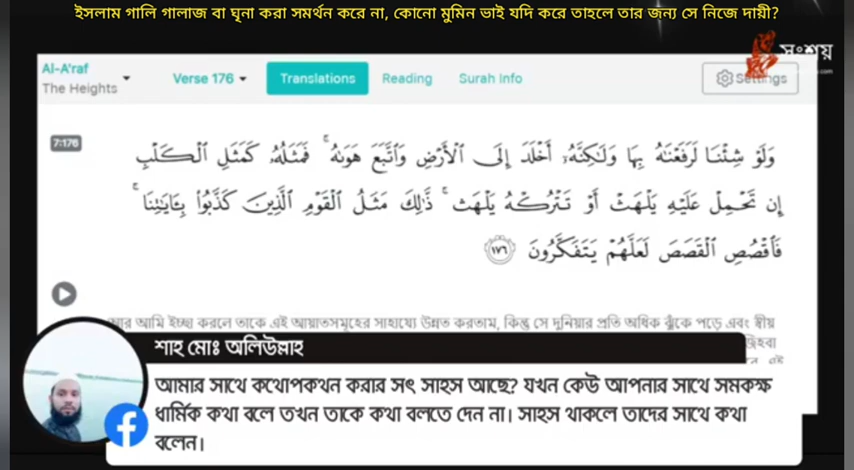 ইসলাম গালি গালাজ বা ঘৃনা করা সমর্থন করে না, কোনো মুমিন ভাই যদি করে তাহলে তার জন্য সে নিজে দায়ী?
সংশয়
Al-A'raf
The Heights
Verse 176
Translations
Reading
Surah Info
Settings
7:176
وَلَوْ شِئْنَا لَرَفَعْنَـٰهُ بِهَا وَلَـٰكِنَّهُۥٓ أَخْلَدَ إِلَى ٱلْأَرْضِ وَٱتَّبَعَ هَوَىٰهُ ۚ فَمَثَلُهُۥ كَمَثَلِ ٱلْكَلْبِ
إِن تَحْمِلْ عَلَيْهِ يَلْهَثْ أَوْ تَتْرُكْهُ يَلْهَث ۚ ذَّٰلِكَ مَثَلُ ٱلْقَوْمِ ٱلَّذِينَ كَذَّبُوا۟ بِـَٔايَـٰتِنَا ۚ
فَٱقْصُصِ ٱلْقَصَصَ لَعَلَّهُمْ يَتَفَكَّرُونَ ١٧٦
আর আমি ইচ্ছা করলে তাকে এই আয়াতসমূহের সাহায্যে উন্নত করতাম, কিন্তু সে দুনিয়ার প্রতি অধিক ঝুঁকে পড়ে এবং স্বীয়
শাহ মোঃ অলিউল্লাহ
আমার সাথে কথোপকথন করার সৎ সাহস আছে? যখন কেউ আপনার সাথে সমকক্ষ
ধার্মিক কথা বলে তখন তাকে কথা বলতে দেন না। সাহস থাকলে তাদের সাথে কথা
বলেন।